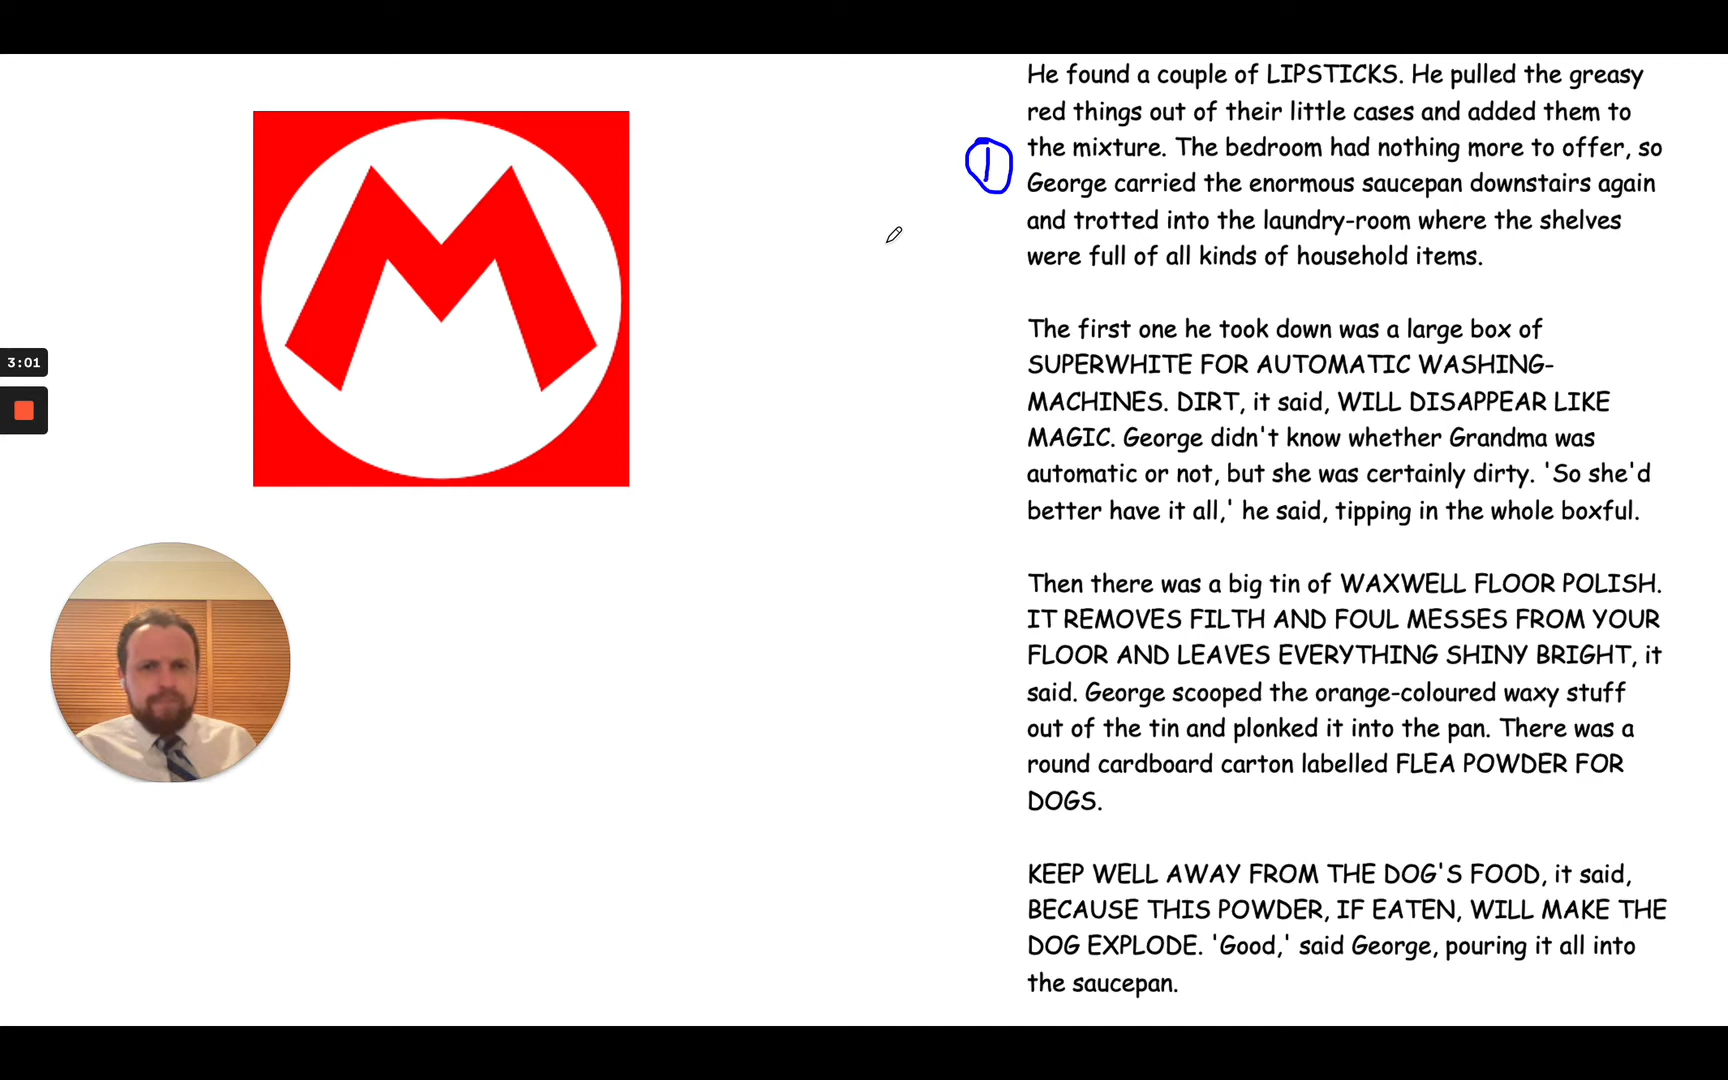 He found a couple of LIPSTICKS. He pulled the greasy
red things out of their little cases and added them to
the mixture. The bedroom had nothing more to offer, so
George carried the enormous saucepan downstairs again
and trotted into the laundry-room where the shelves
were full of all kinds of household items.
1
The first one he took down was a large box of
SUPERWHITE FOR AUTOMATIC WASHING-
MACHINES. DIRT, it said, WILL DISAPPEAR LIKE
MAGIC. George didn't know whether Grandma was
automatic or not, but she was certainly dirty. 'So she'd
better have it all,' he said, tipping in the whole boxful.
Then there was a big tin of WAXWELL FLOOR POLISH.
IT REMOVES FILTH AND FOUL MESSES FROM YOUR
FLOOR AND LEAVES EVERYTHING SHINY BRIGHT, it
said. George scooped the orange-coloured waxy stuff
out of the tin and plonked it into the pan. There was a
round cardboard carton labelled FLEA POWDER FOR
DOGS.
KEEP WELL AWAY FROM THE DOG'S FOOD, it said,
BECAUSE THIS POWDER, IF EATEN, WILL MAKE THE
DOG EXPLODE. 'Good,' said George, pouring it all into
the saucepan.
M
3:01